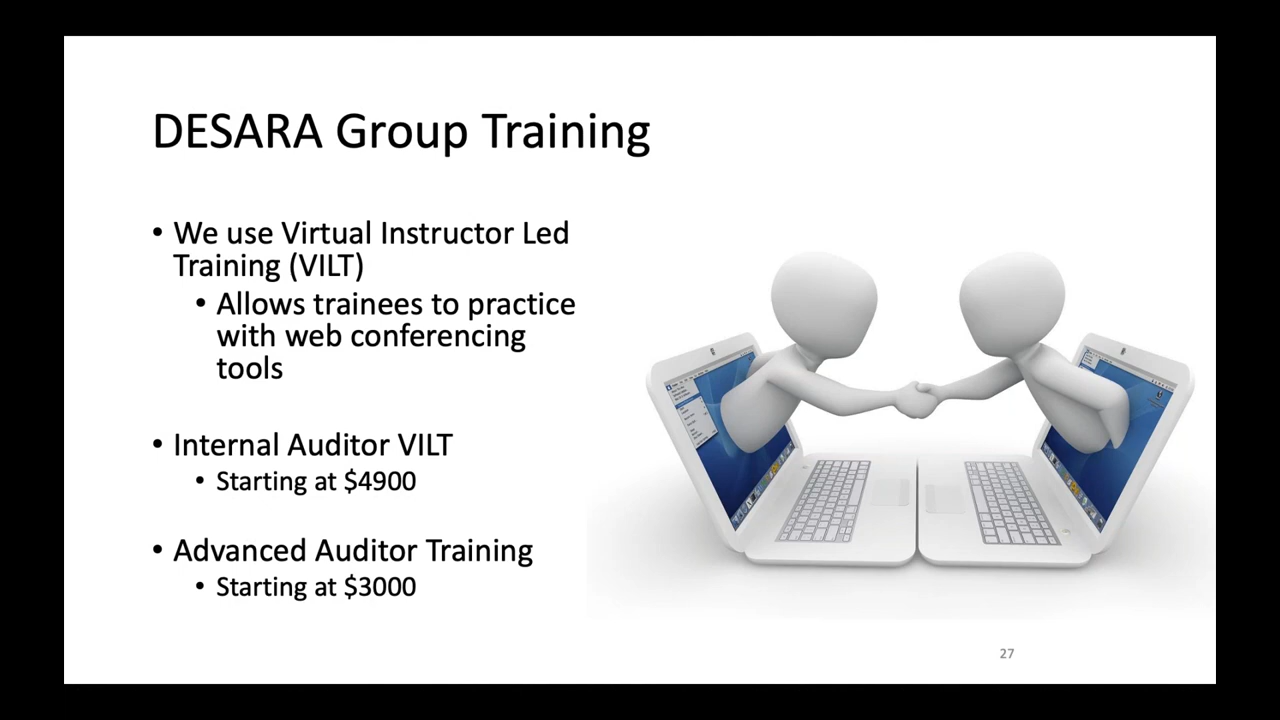 DESARA Group Training
• We use Virtual Instructor Led
Training (VILT)
• Allows trainees to practice
with web conferencing
tools
• Internal Auditor VILT
• Starting at $4900
• Advanced Auditor Training
• Starting at $3000
27